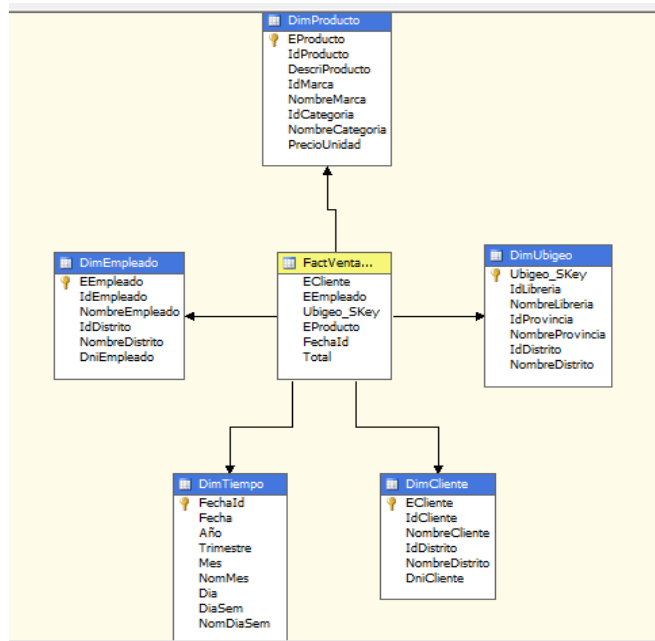 DimProducto
EProducto
IdProducto
DescriProducto
IdMarca
NombreMarca
IdCategoria
NombreCategoria
PrecioUnidad
DimEmpleado
EEmpleado
IdEmpleado
NombreEmpleado
IdDistrito
NombreDistrito
DniEmpleado
FactVenta...
ECliente
EEmpleado
Ubigeo_SKey
EProducto
FechaId
Total
DimUbigeo
Ubigeo_SKey
IdLibreria
NombreLibreria
IdProvincia
NombreProvincia
IdDistrito
NombreDistrito
DimTiempo
FechaId
Fecha
Año
Trimestre
Mes
NomMes
Dia
DiaSem
NomDiaSem
DimCliente
ECliente
IdCliente
NombreCliente
IdDistrito
NombreDistrito
DniCliente